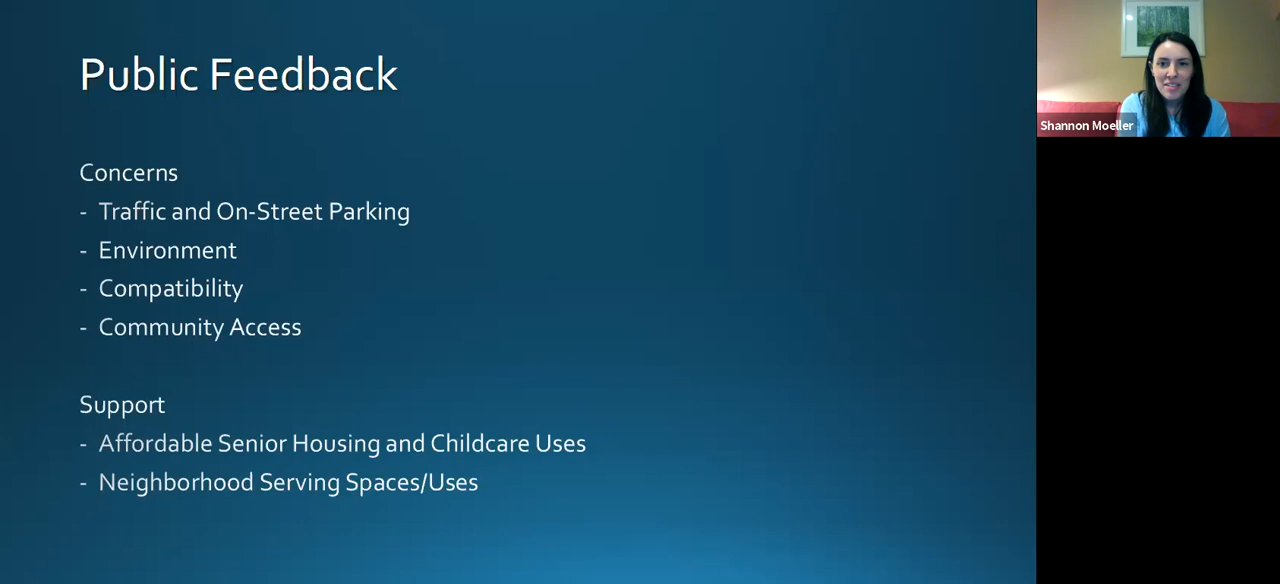 Public Feedback
Concerns
- Traffic and On-Street Parking
- Environment
- Compatibility
- Community Access
Support
- Affordable Senior Housing and Childcare Uses
- Neighborhood Serving Spaces/Uses
Shannon Moeller